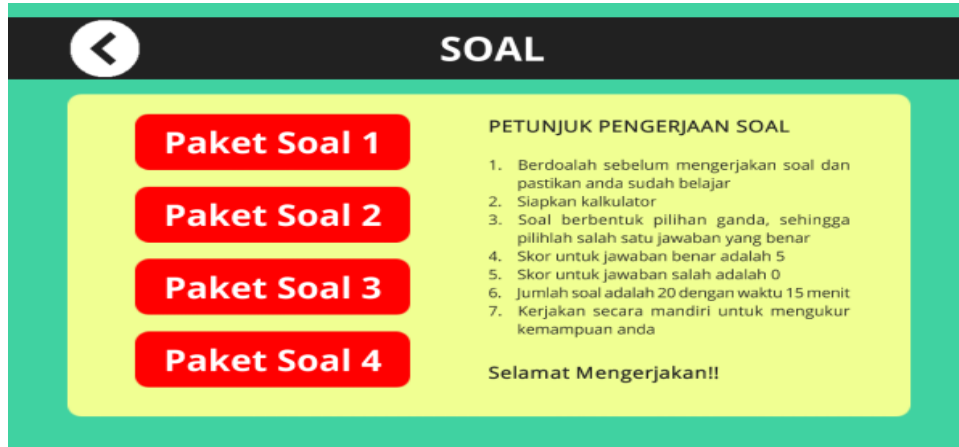 SOAL
Paket Soal 1
Paket Soal 2
Paket Soal 3
Paket Soal 4
PETUNJUK PENGERJAAN SOAL
1. Berdoalah sebelum mengerjakan soal dan
pastikan anda sudah belajar
2. Siapkan kalkulator
3. Soal berbentuk pilihan ganda, sehingga
pilihlah salah satu jawaban yang benar
4. Skor untuk jawaban benar adalah 5
5. Skor untuk jawaban salah adalah 0
6. Jumlah soal adalah 20 dengan waktu 15 menit
7. Kerjakan secara mandiri untuk mengukur
kemampuan anda
Selamat Mengerjakan!!